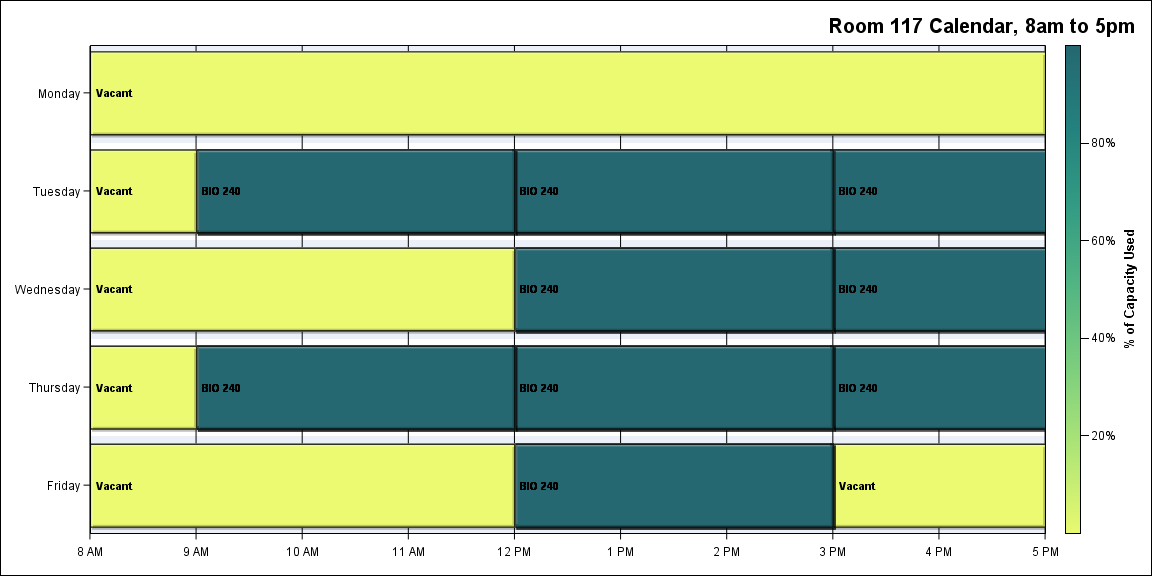 Room 117 Calendar, 8am to 5pm
Monday
Vacant
Tuesday
Vacant
BIO 240
BIO 240
BIO 240
Wednesday
Vacant
BIO 240
BIO 240
Thursday
Vacant
BIO 240
BIO 240
BIO 240
Friday
Vacant
BIO 240
Vacant
8 AM
9 AM
10 AM
11 AM
12 PM
1 PM
2 PM
3 PM
4 PM
5 PM
80%
60%
40%
20%
% of Capacity Used